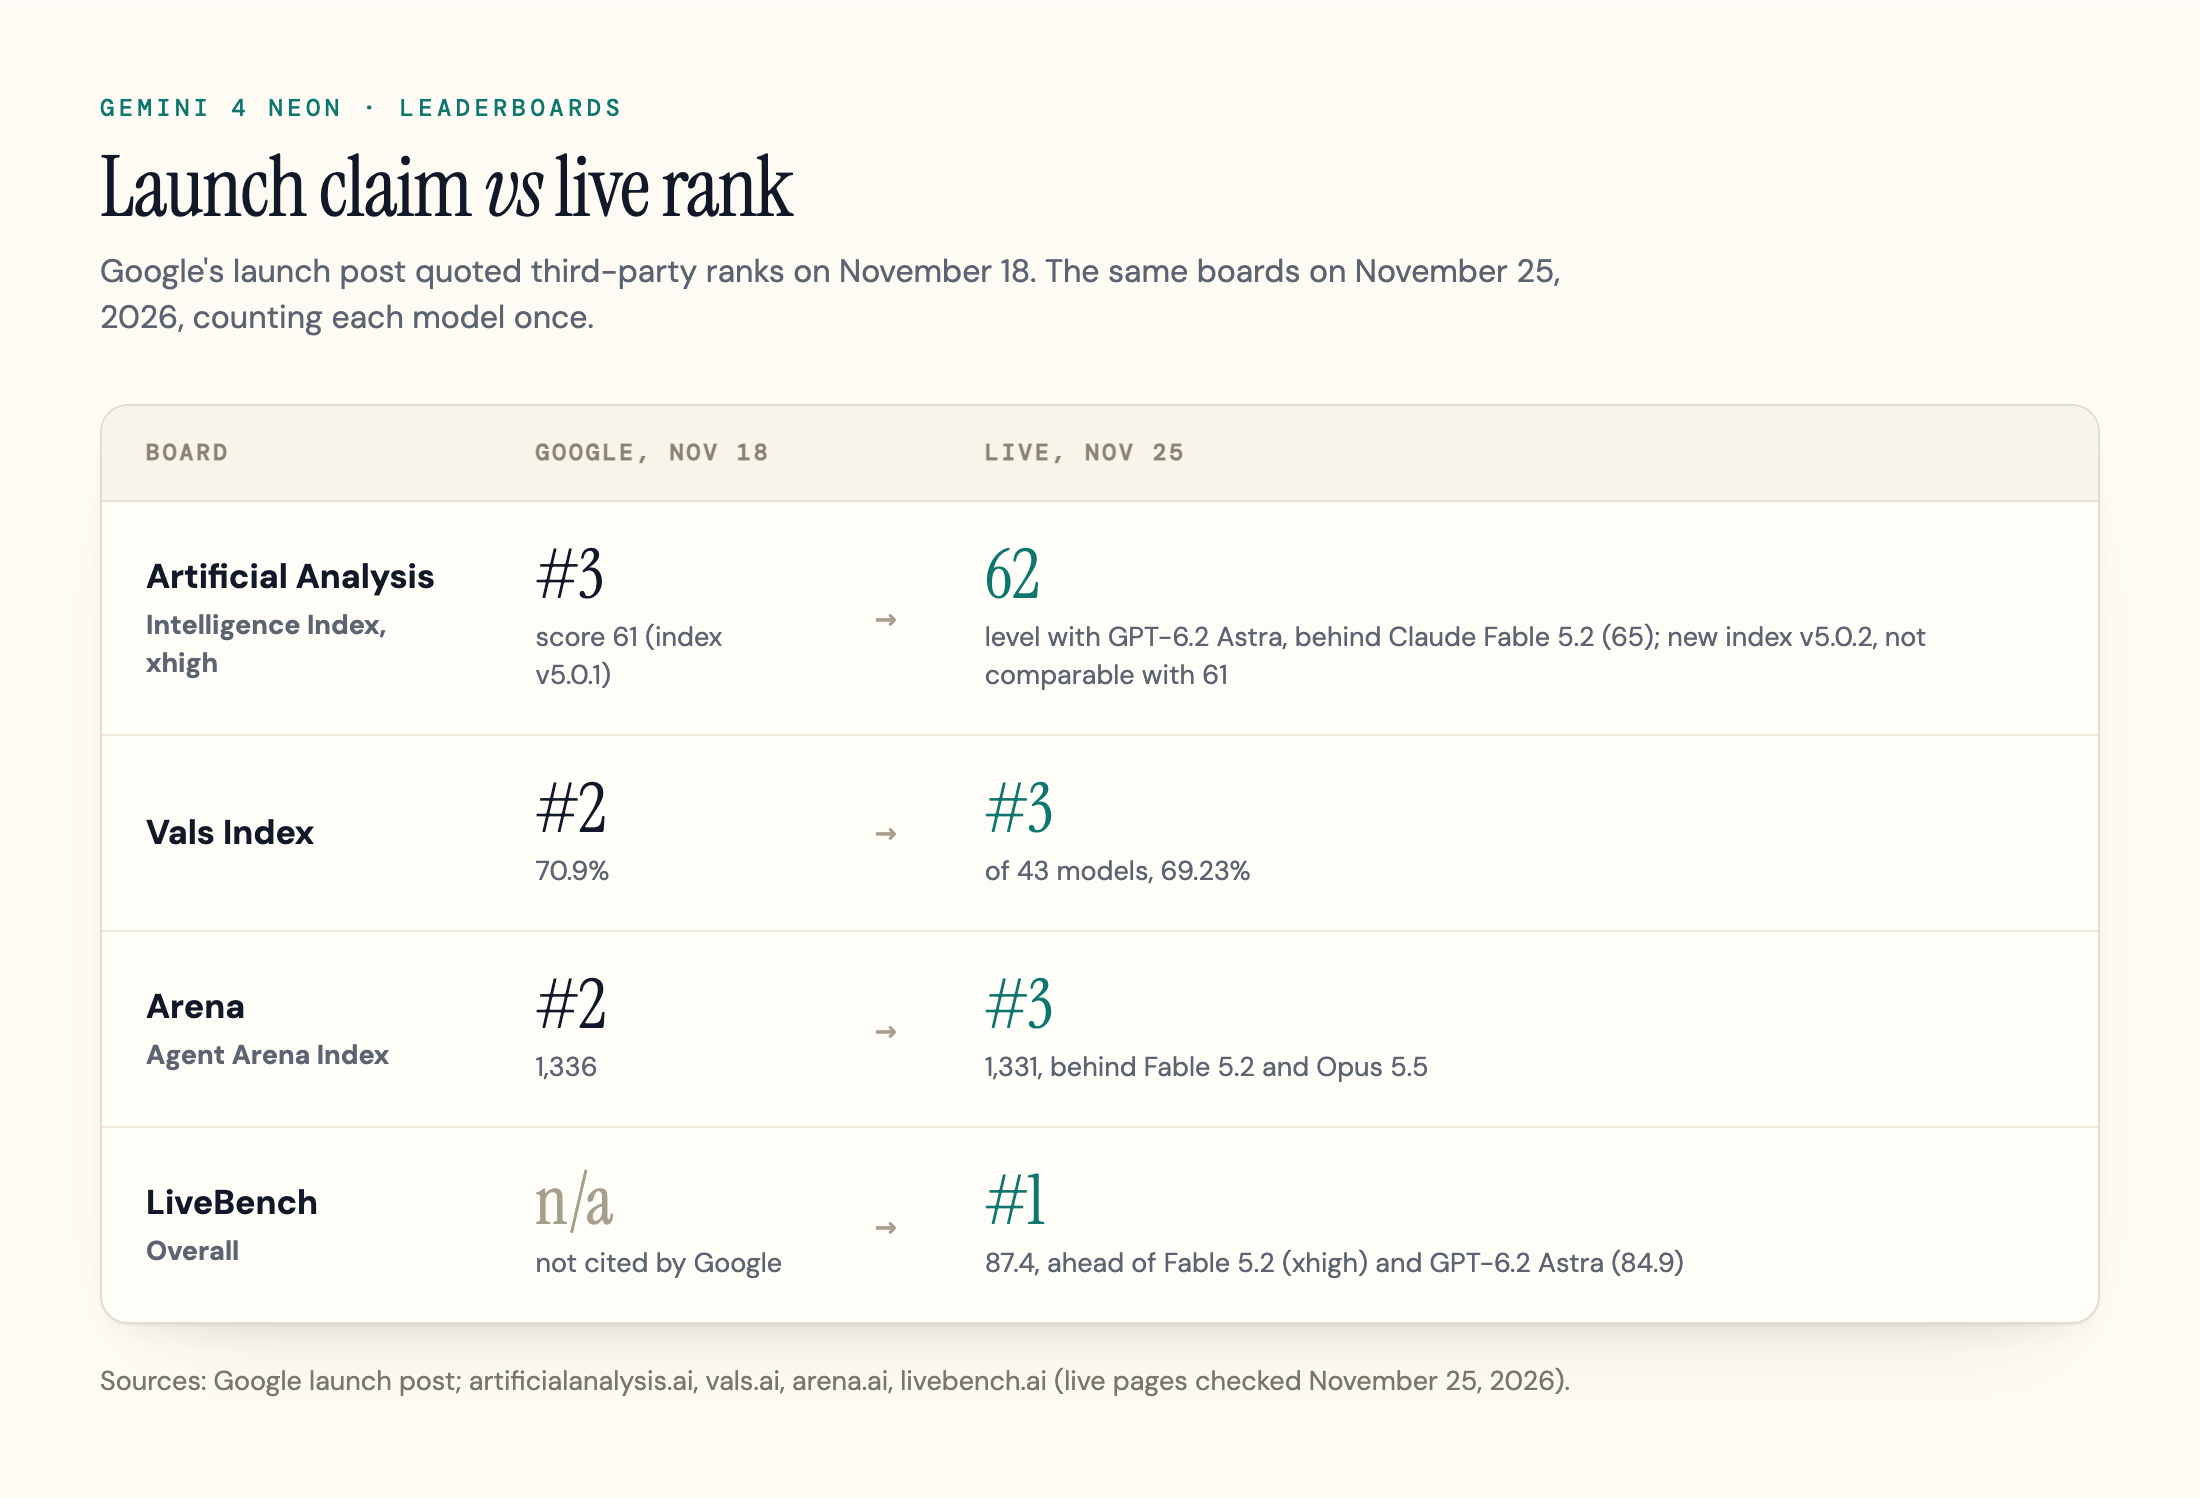 GEMINI 4 NEON · LEADERBOARDS
Launch claim vs live rank
Google's launch post quoted third-party ranks on November 18. The same boards on November 25,
2026, counting each model once.
BOARD
GOOGLE, NOV 18
LIVE, NOV 25
Artificial Analysis
Intelligence Index,
xhigh
#3
score 61 (index
v5.0.1)
→
62
level with GPT-6.2 Astra, behind Claude Fable 5.2 (65); new index v5.0.2, not
comparable with 61
Vals Index
#2
70.9%
→
#3
of 43 models, 69.23%
Arena
Agent Arena Index
#2
1,336
→
#3
1,331, behind Fable 5.2 and Opus 5.5
LiveBench
Overall
n/a
not cited by Google
→
#1
87.4, ahead of Fable 5.2 (xhigh) and GPT-6.2 Astra (84.9)
Sources: Google launch post; artificialanalysis.ai, vals.ai, arena.ai, livebench.ai (live pages checked November 25, 2026).